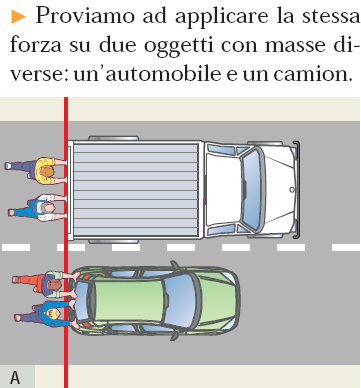 ► Proviamo ad applicare la stessa
forza su due oggetti con masse di-
verse: un'automobile e un camion.
A